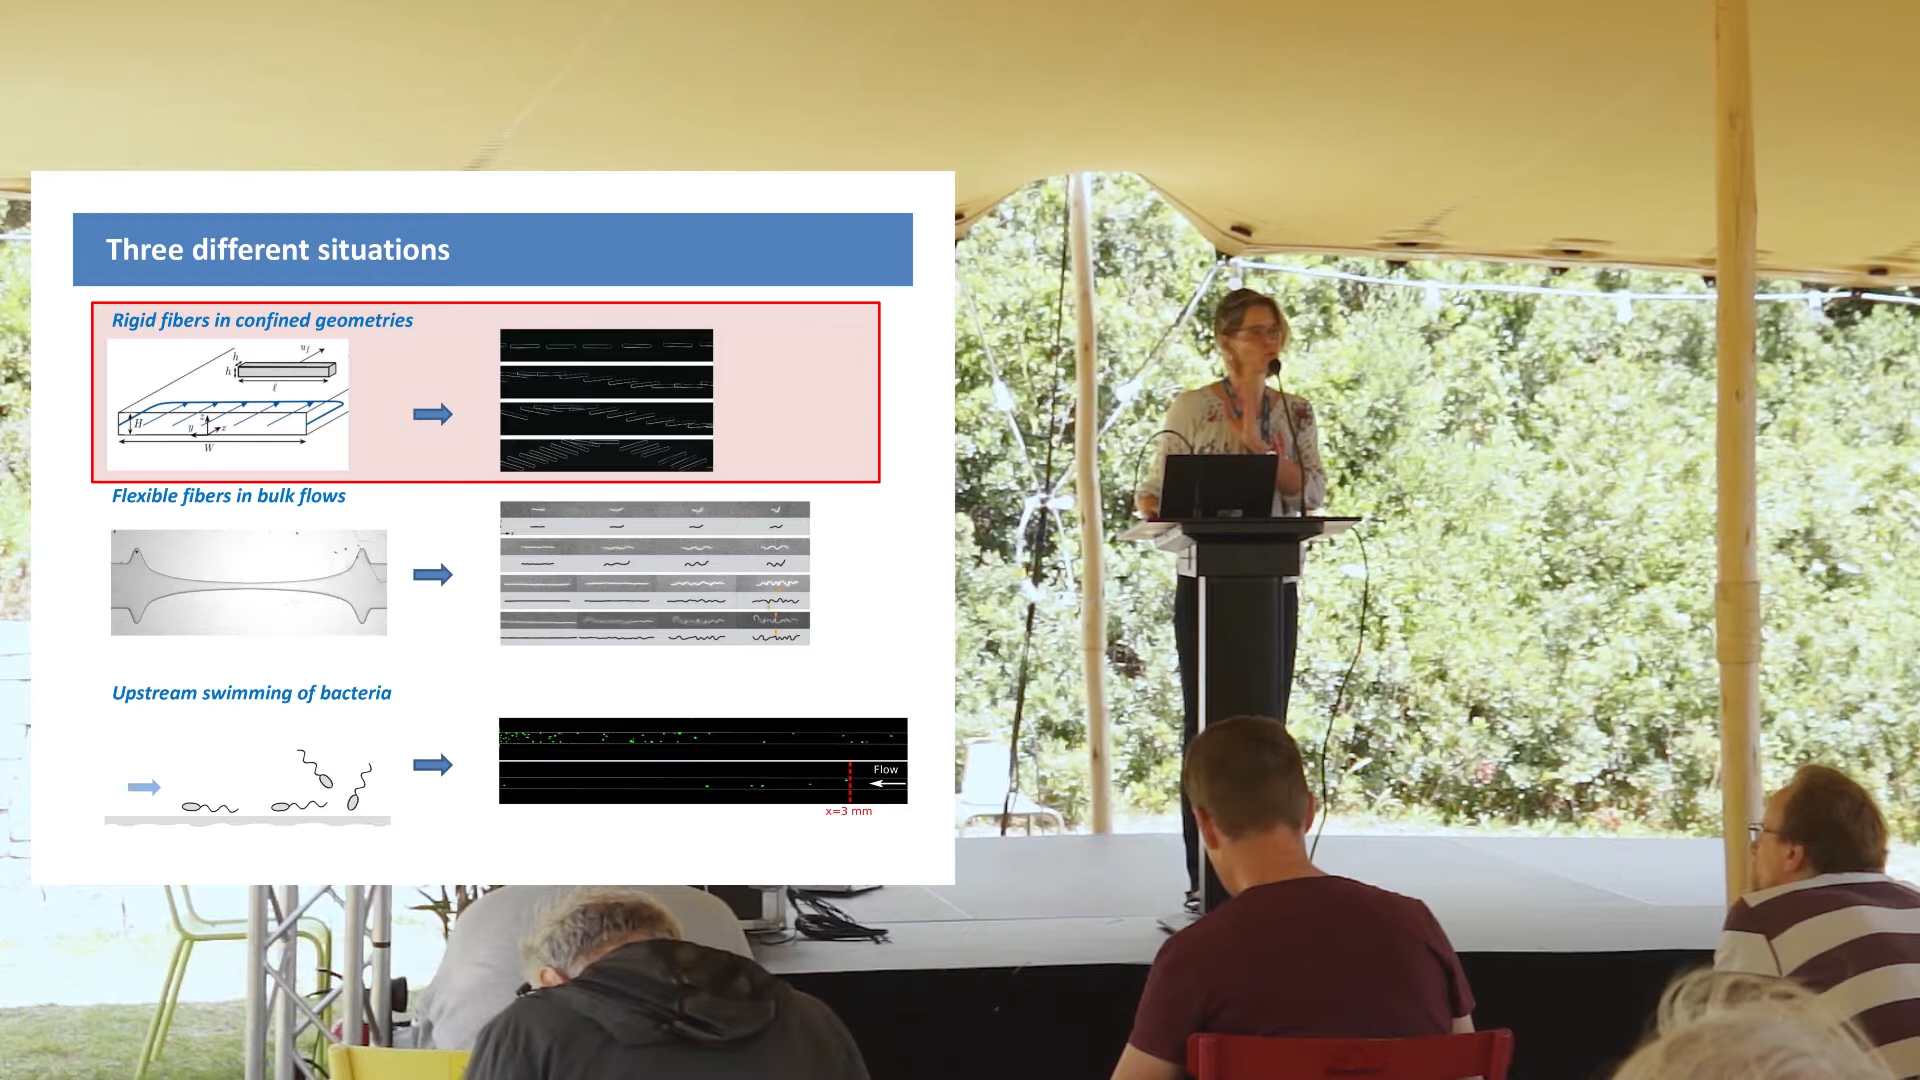 Three different situations
Rigid fibers in confined geometries
h
u_f
h
ℓ
H
z
y
x
W
Flexible fibers in bulk flows
Upstream swimming of bacteria
Flow
x=3 mm